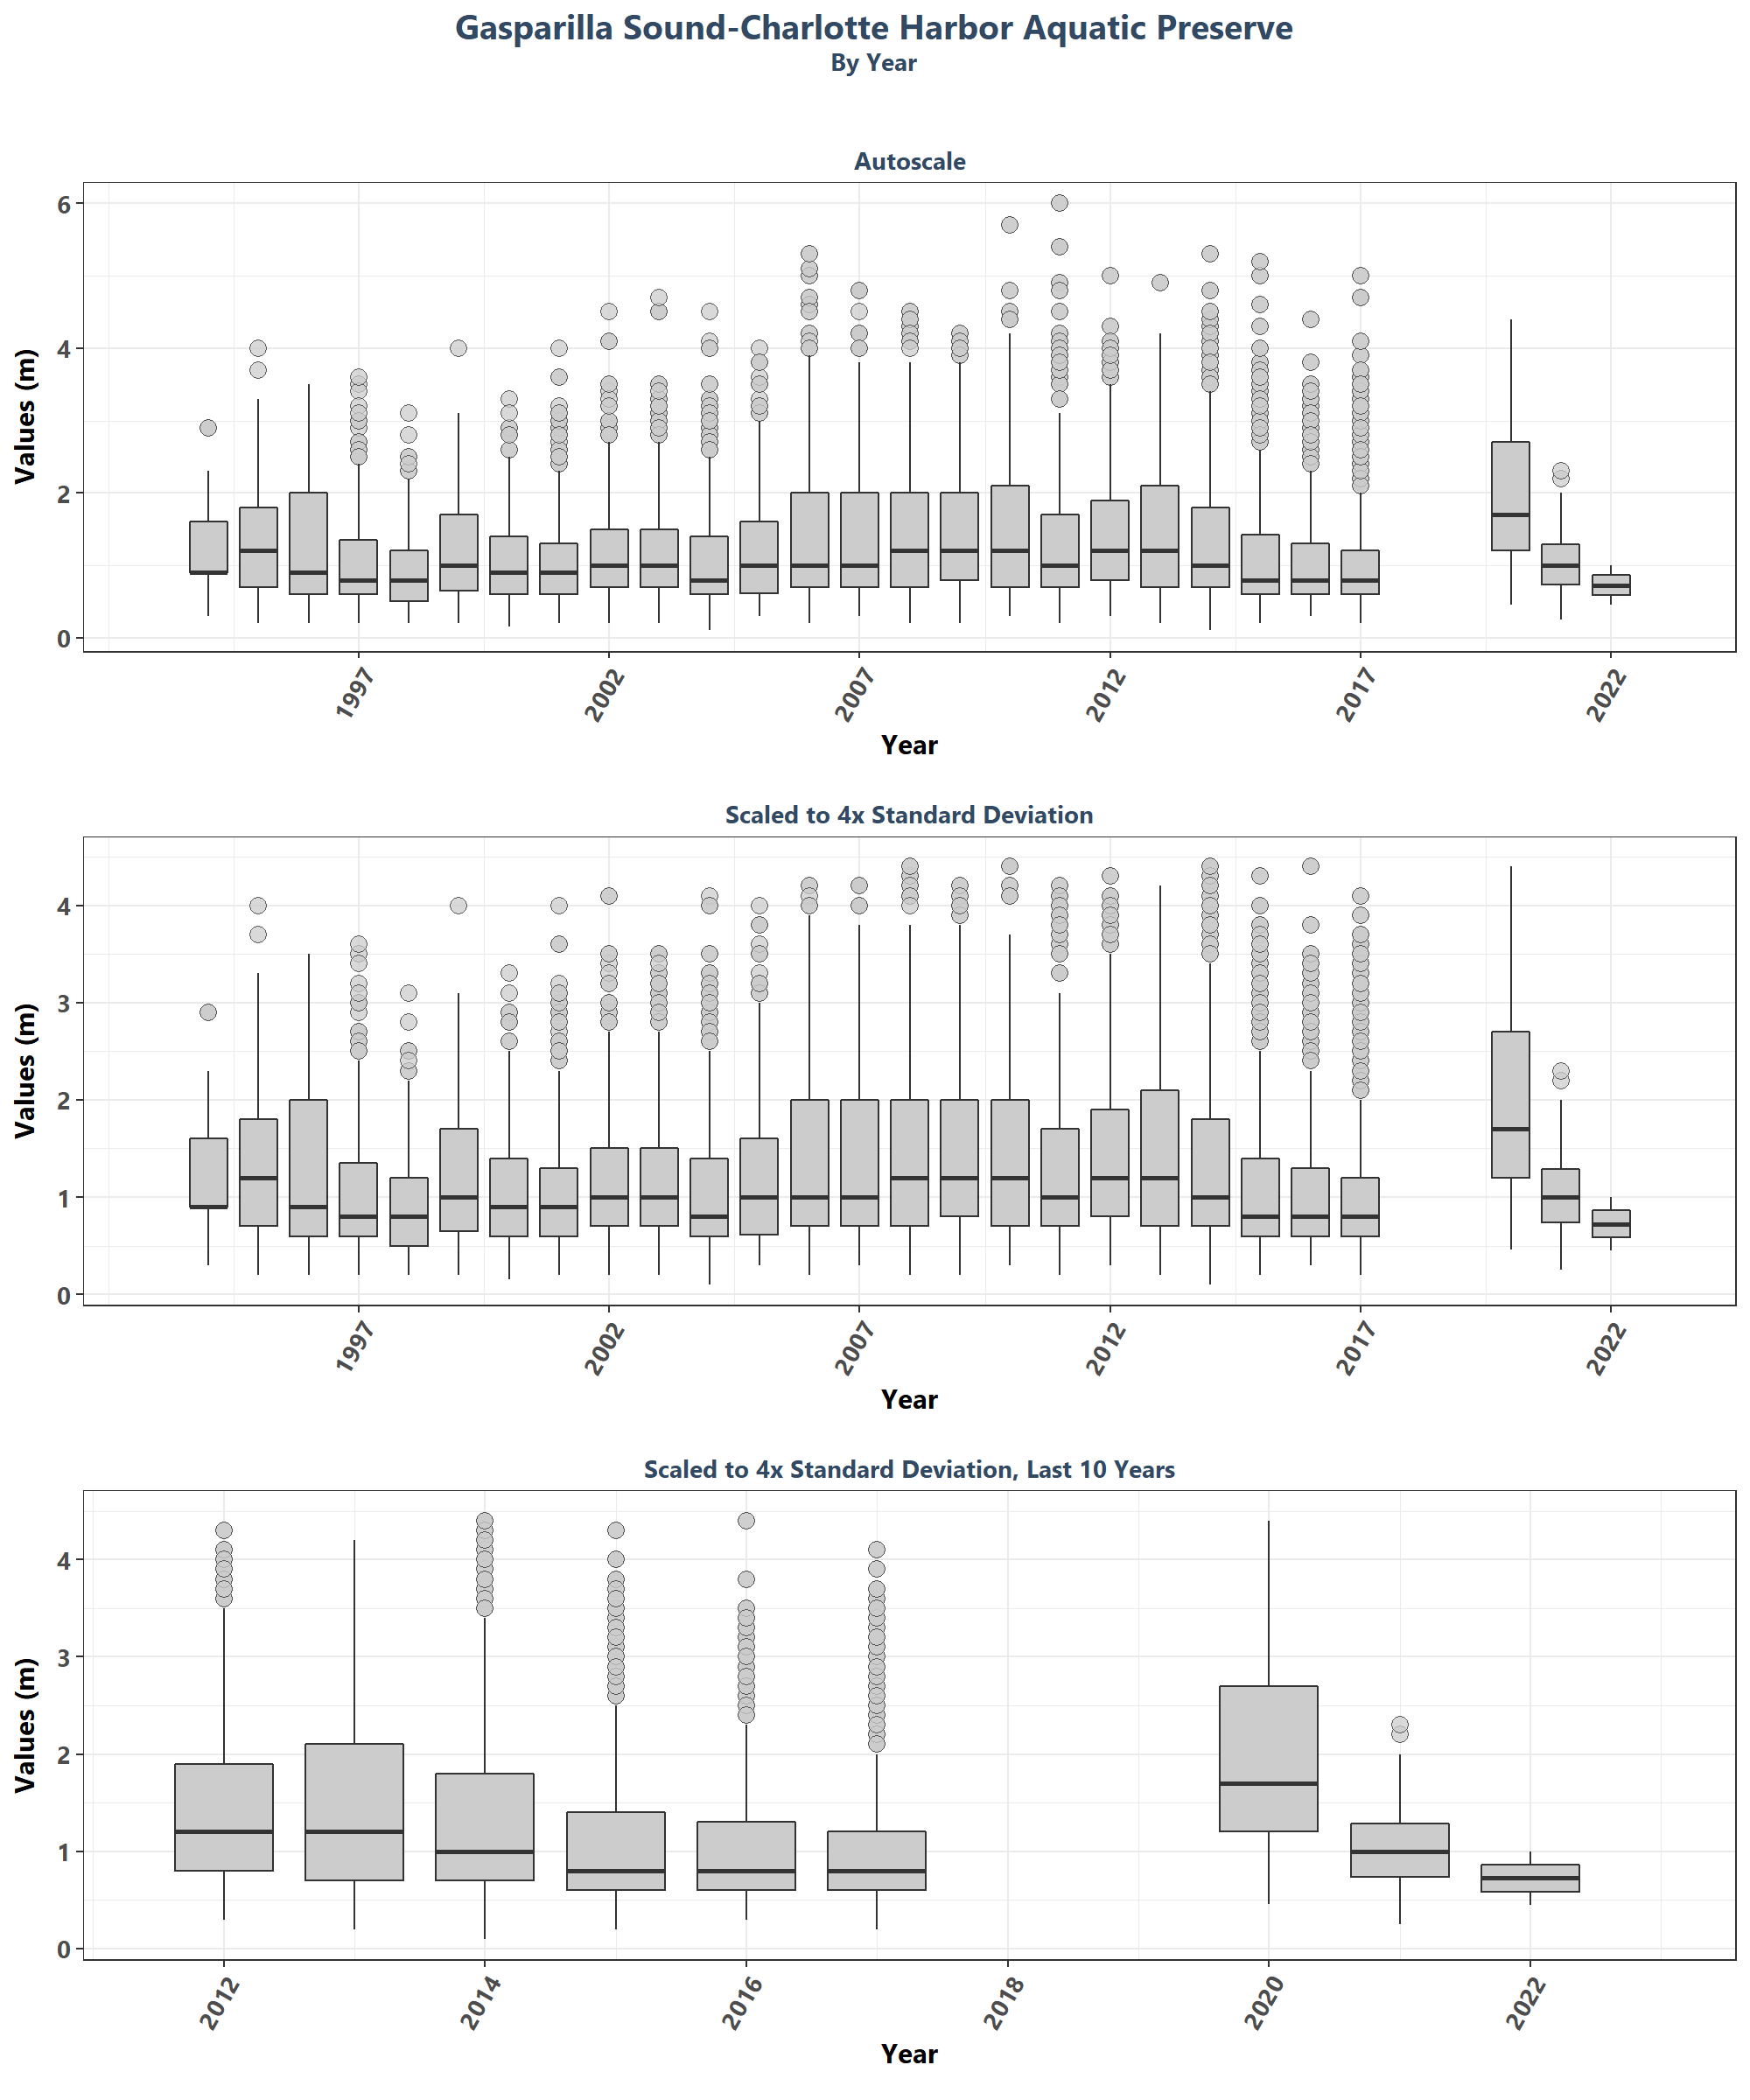 Gasparilla Sound-Charlotte Harbor Aquatic Preserve
By Year
Autoscale
Values (m)
6
4
2
0
1997
2002
2007
2012
2017
2022
Year
Scaled to 4x Standard Deviation
Values (m)
4
3
2
1
0
1997
2002
2007
2012
2017
2022
Year
Scaled to 4x Standard Deviation, Last 10 Years
Values (m)
4
3
2
1
0
2012
2014
2016
2018
2020
2022
Year